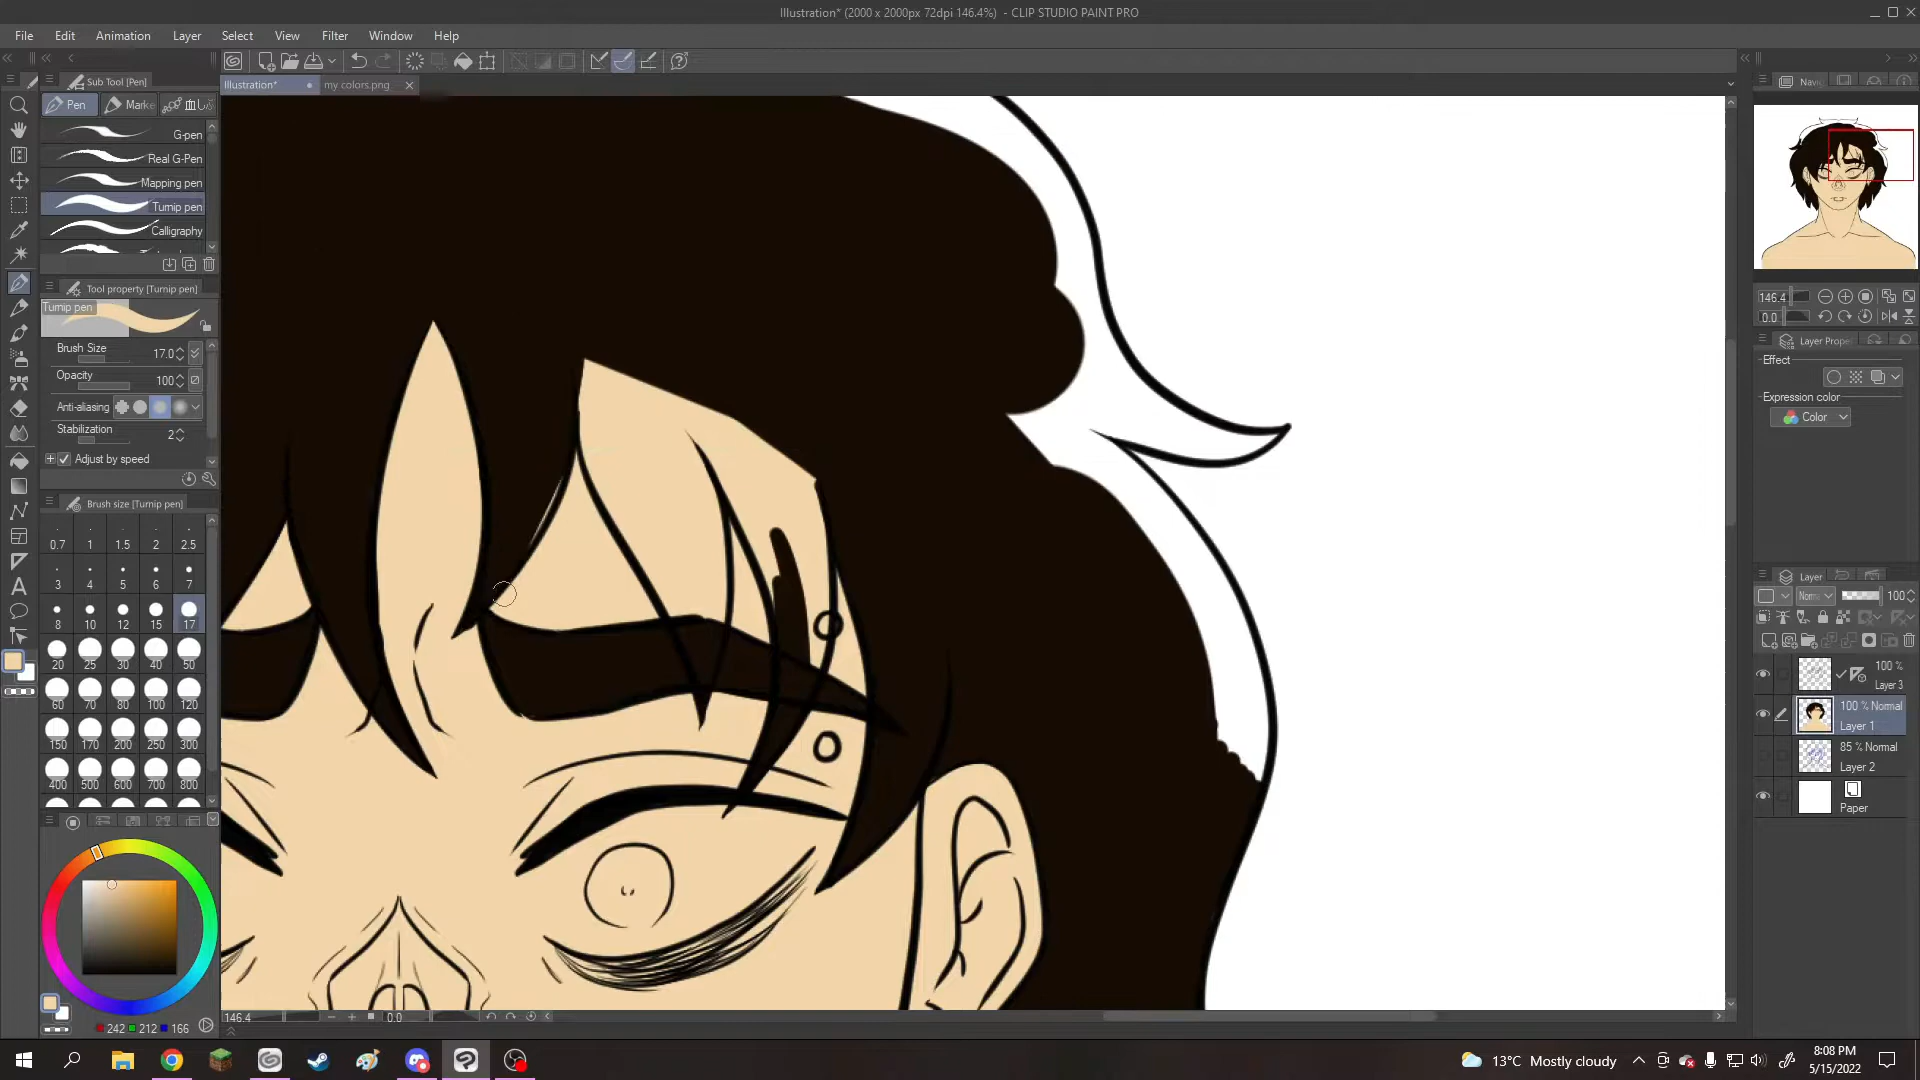 Illustration* (2000 x 2000px 72dpi 146.4%) - CLIP STUDIO PAINT PRO
File Edit Animation Layer Select View Filter Window Help
Sub Tool [Pen]
Illustration*
my colors.png
Pen
Marke
G-pen
Real G-Pen
Mapping pen
Turnip pen
Calligraphy
Tool property [Turnip pen]
Turnip pen
Brush Size 17.0
Opacity 100
Anti-aliasing
Stabilization 2
Adjust by speed
Brush size [Turnip pen]
0.7 1 1.5 2 2.5
3 4 5 6 7
8 10 12 15 17
20 25 30 40 50
60 70 80 100 120
150 170 200 250 300
400 500 600 700 800
242 212 166
146.4
0.0
Navi
146.4
0.0
Layer Prope
Effect
Expression color
Color
Layer
Norma
100
100 %
Layer 3
100 % Normal
Layer 1
85 % Normal
Layer 2
Paper
A
13°C Mostly cloudy
8:08 PM
5/15/2022